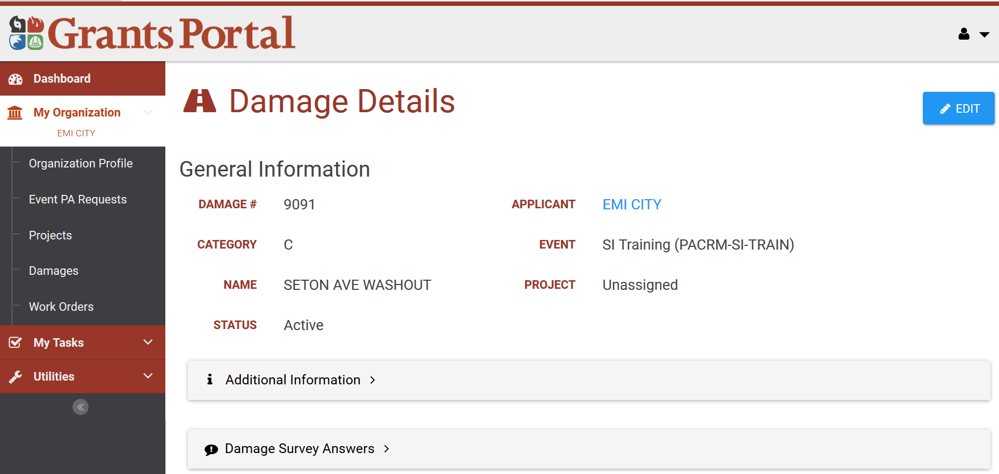 FEMA
Grants Portal
Dashboard
My Organization
EMI CITY
Organization Profile
Event PA Requests
Projects
Damages
Work Orders
My Tasks
Utilities
Damage Details
EDIT
General Information
DAMAGE # 9091 APPLICANT EMI CITY
CATEGORY C EVENT SI Training (PACRM-SI-TRAIN)
NAME SETON AVE WASHOUT PROJECT Unassigned
STATUS Active
Additional Information
Damage Survey Answers